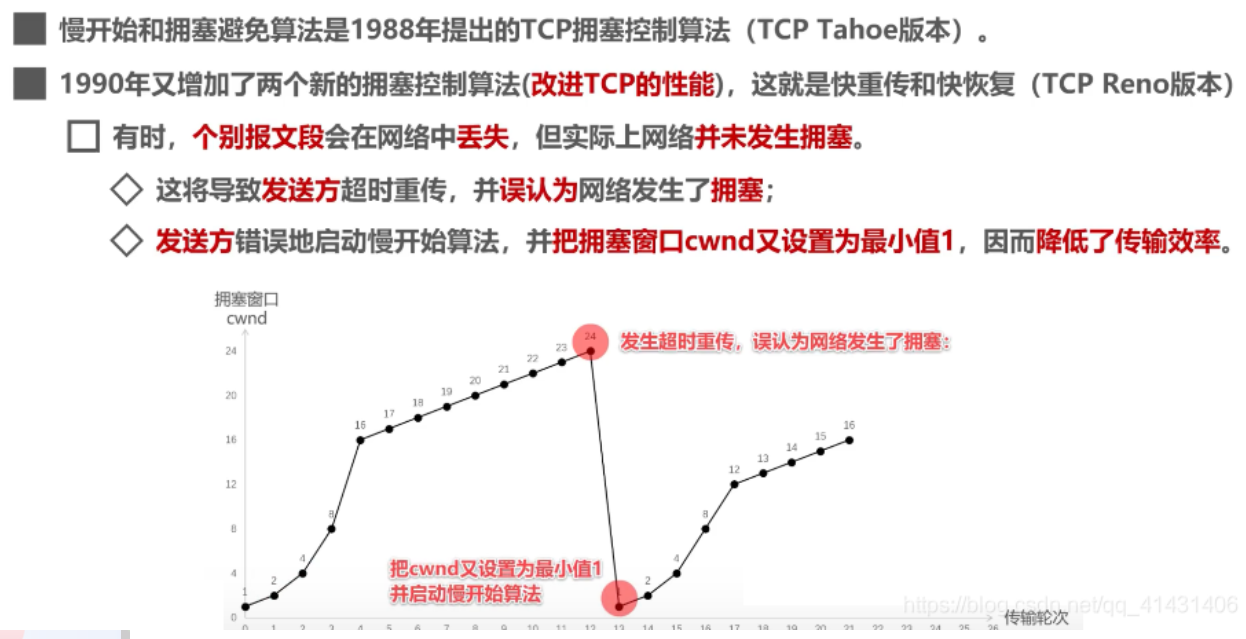 慢开始和拥塞避免算法是1988年提出的TCP拥塞控制算法（TCP Tahoe版本）。
1990年又增加了两个新的拥塞控制算法(改进TCP的性能)，这就是快重传和快恢复（TCP Reno版本）
有时，个别报文段会在网络中丢失，但实际上网络并未发生拥塞。
这将导致发送方超时重传，并误认为网络发生了拥塞；
发送方错误地启动慢开始算法，并把拥塞窗口cwnd又设置为最小值1，因而降低了传输效率。
拥塞窗口
cwnd
24
20
16
12
8
4
0
1
2
4
8
16
17
18
19
20
21
22
23
24
发生超时重传，误认为网络发生了拥塞：
把cwnd又设置为最小值1
并启动慢开始算法
1
2
4
8
12
13
14
15
16
0 1 2 3 4 5 6 7 8 9 10 11 12 13 14 15 16 17 18 19 20 21 22 23 24 25 26
传输轮次
https://blog.csdn.net/qq_41431406